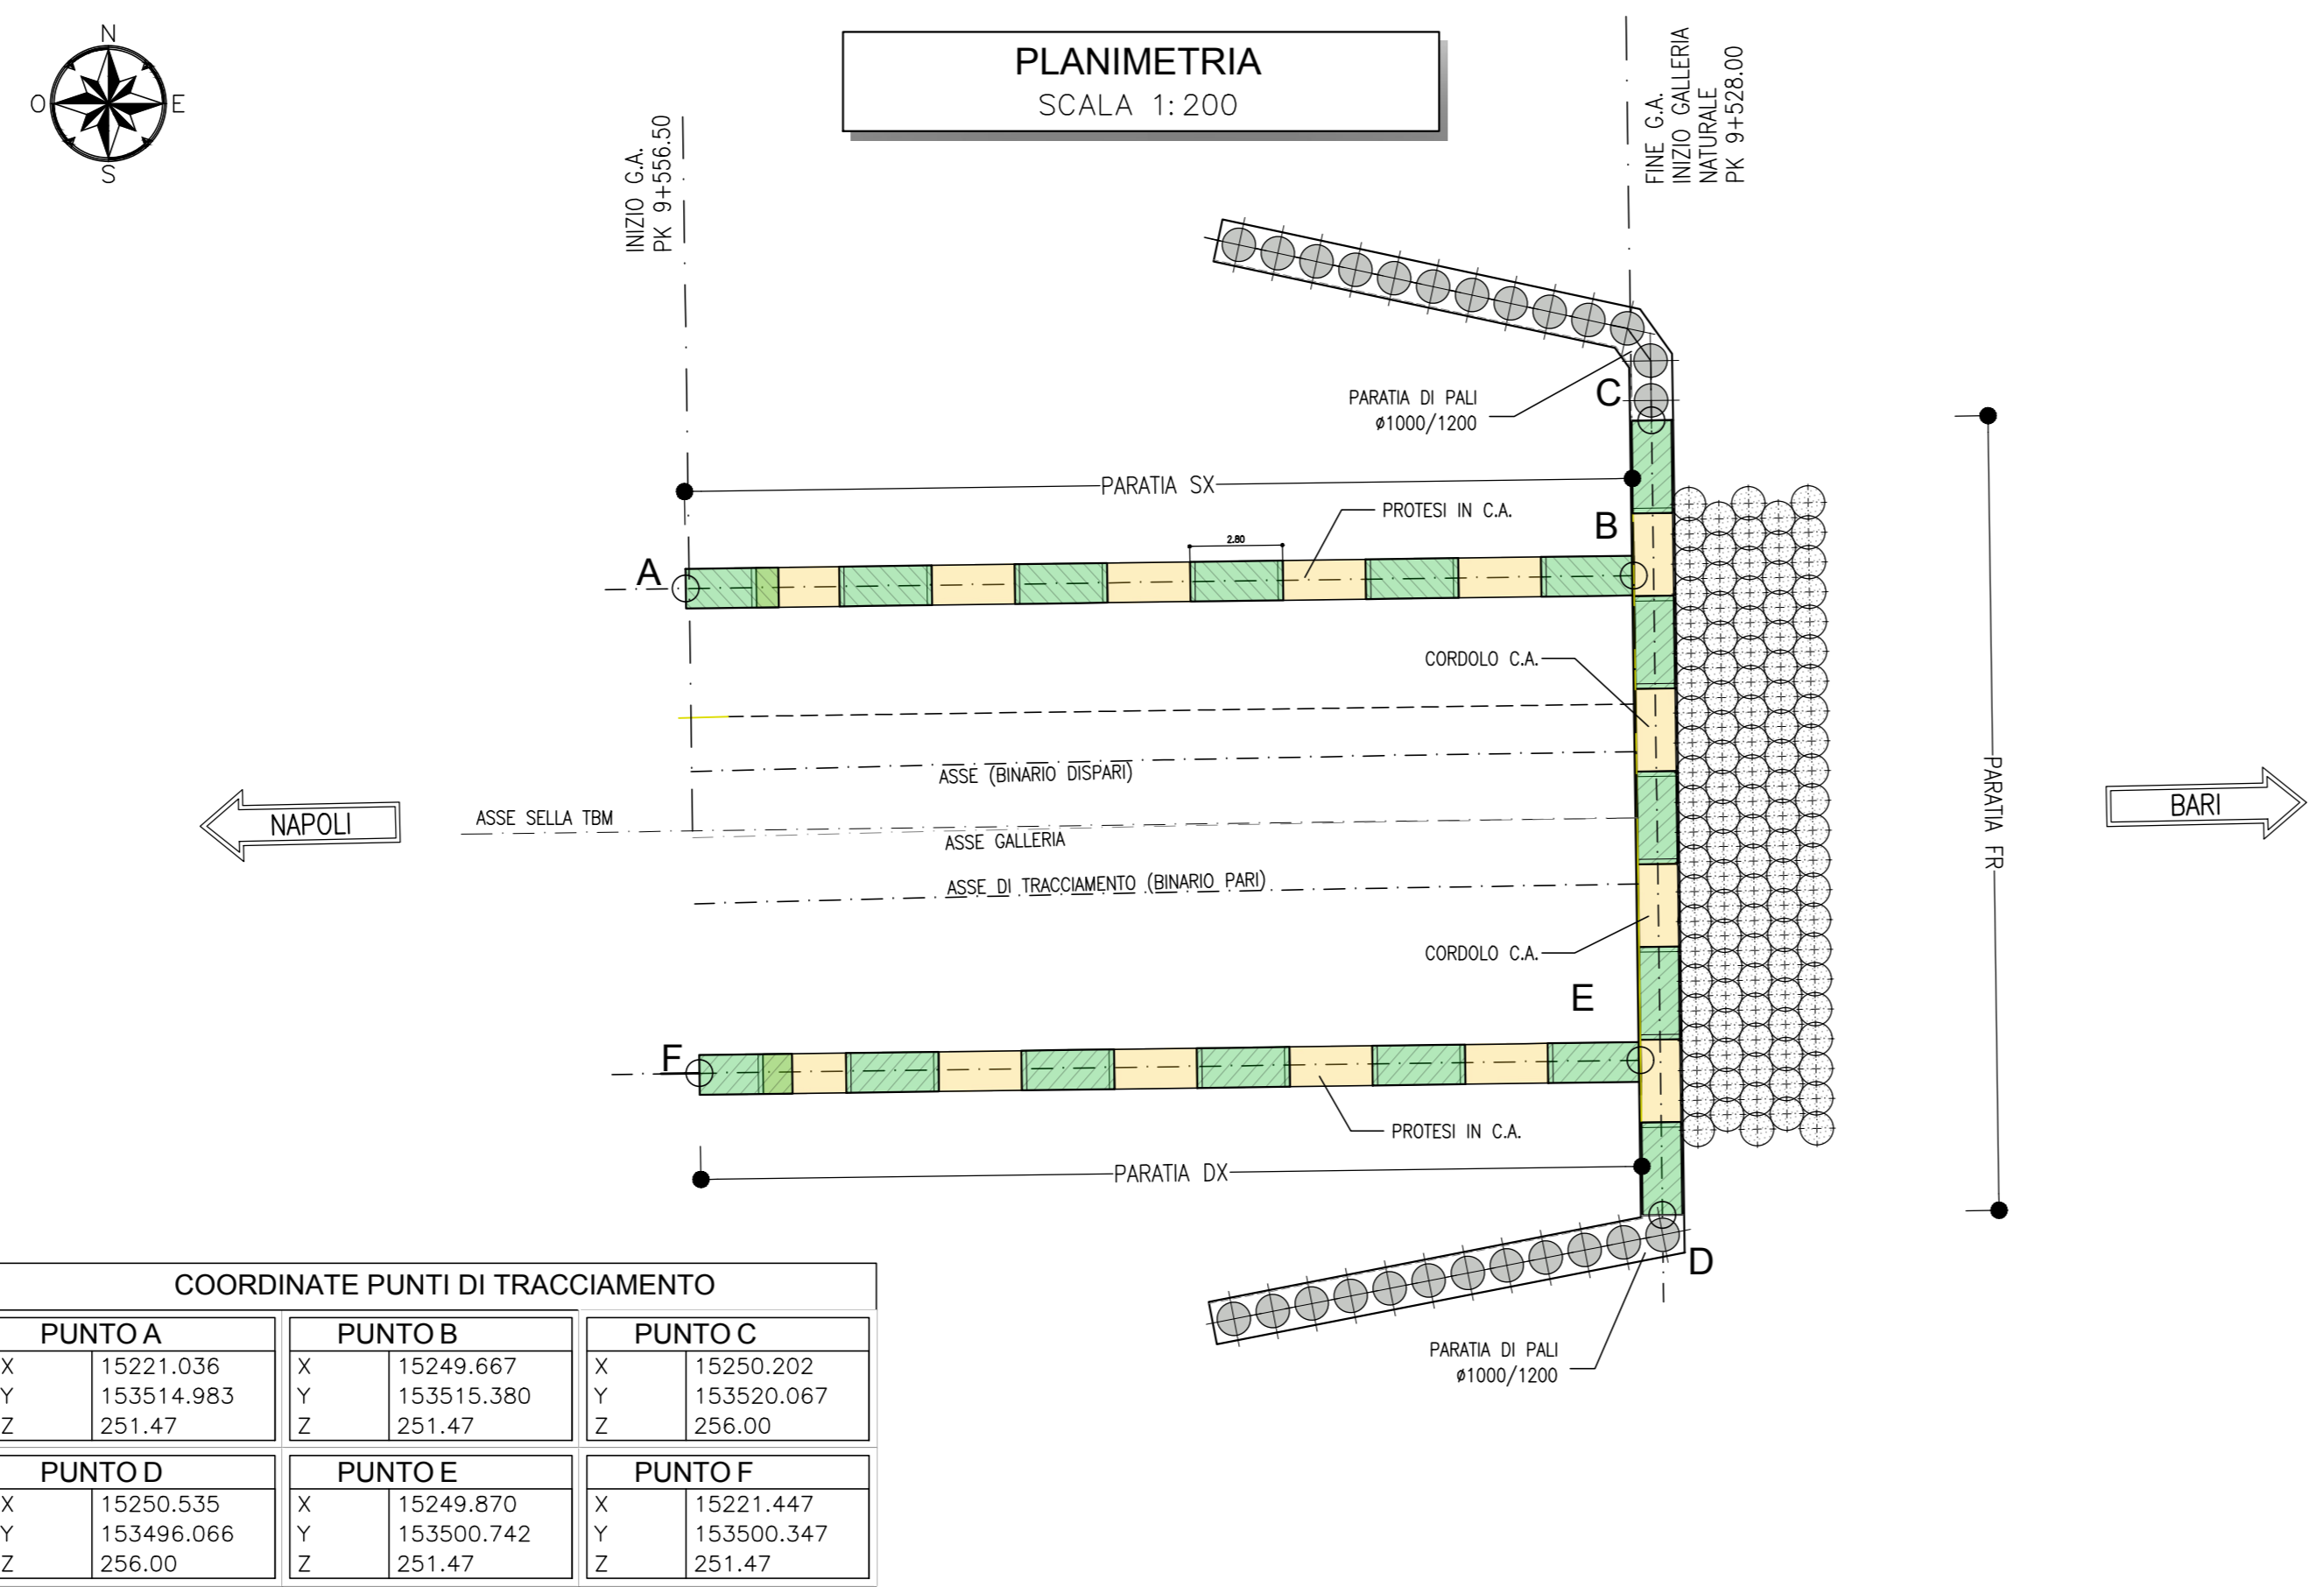 N
O
E
S
PLANIMETRIA
SCALA 1:200
INIZIO G.A.
PK 9+556.50
FINE G.A.
INIZIO GALLERIA
NATURALE
PK 9+528.00
PARATIA DI PALI
ø1000/1200
C
PARATIA SX
PROTESI IN C.A.
B
2.80
A
CORDOLO C.A.
ASSE (BINARIO DISPARI)
PARATIA FR
NAPOLI
ASSE SELLA TBM
BARI
ASSE GALLERIA
ASSE DI TRACCIAMENTO (BINARIO PARI)
CORDOLO C.A.
E
F
PROTESI IN C.A.
PARATIA DX
D
PARATIA DI PALI
ø1000/1200
COORDINATE PUNTI DI TRACCIAMENTO
PUNTO A
X 15221.036
Y 153514.983
Z 251.47
PUNTO B
X 15249.667
Y 153515.380
Z 251.47
PUNTO C
X 15250.202
Y 153520.067
Z 256.00
PUNTO D
X 15250.535
Y 153496.066
Z 256.00
PUNTO E
X 15249.870
Y 153500.742
Z 251.47
PUNTO F
X 15221.447
Y 153500.347
Z 251.47